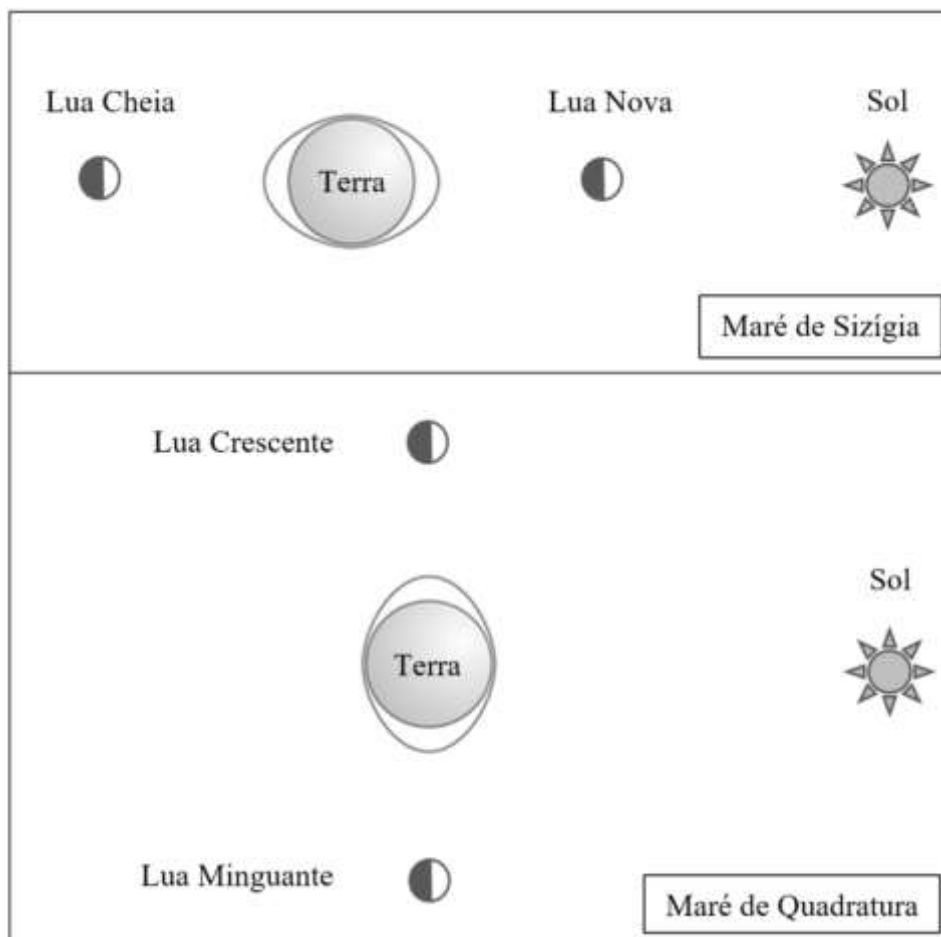 Lua Cheia
Lua Nova
Sol
Terra
Maré de Sizígia
Lua Crescente
Sol
Terra
Lua Minguante
Maré de Quadratura